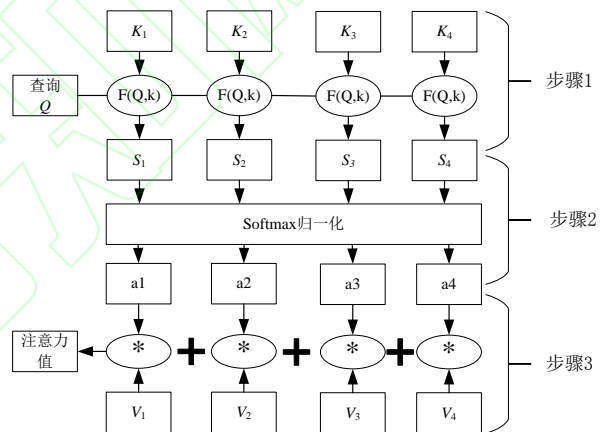 K1 K2 K3 K4
查询
Q
F(Q,k) F(Q,k) F(Q,k) F(Q,k)
步骤1
S1 S2 S3 S4
Softmax归一化
步骤2
a1 a2 a3 a4
注意力
值
* + * + * + *
步骤3
V1 V2 V3 V4